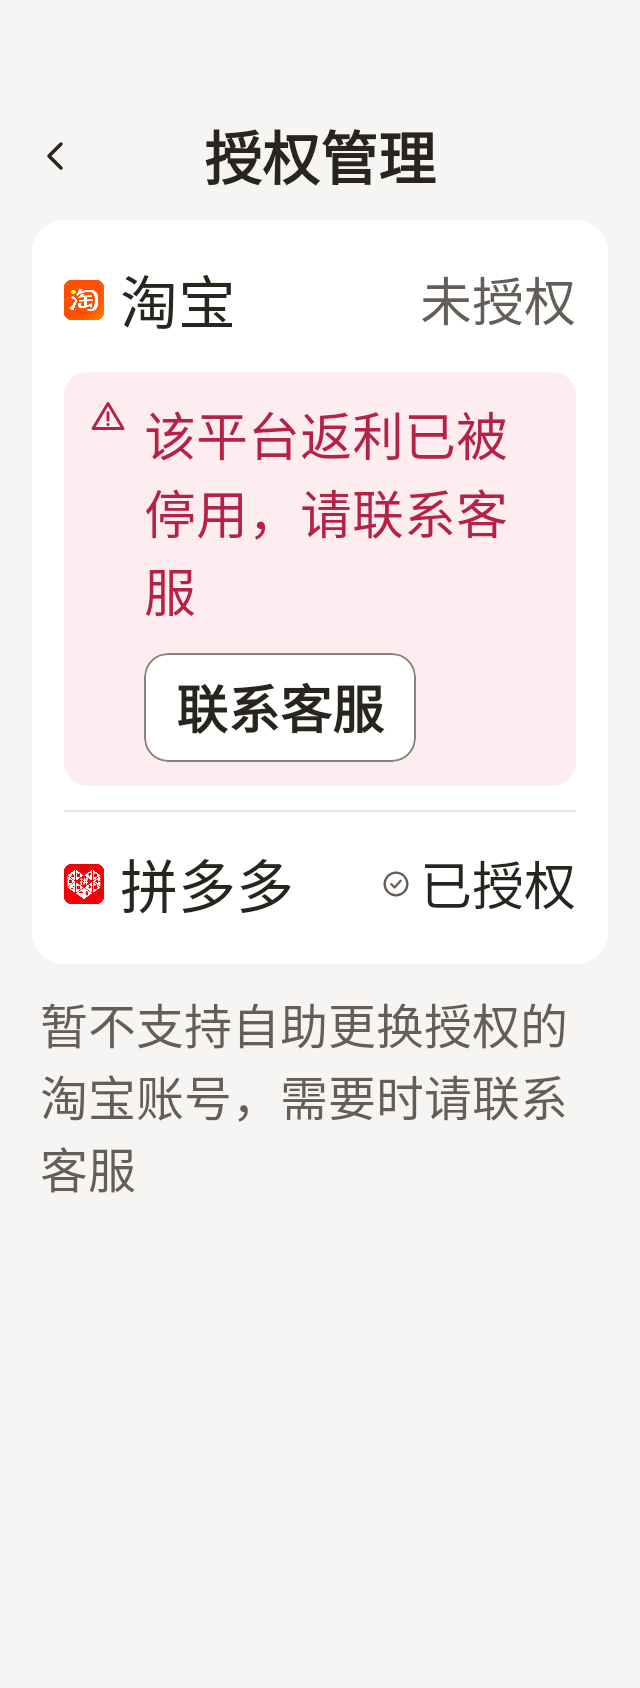 授权管理
淘 淘宝 未授权
该平台返利已被
停用，请联系客
服
联系客服
拼多多 已授权
暂不支持自助更换授权的
淘宝账号，需要时请联系
客服